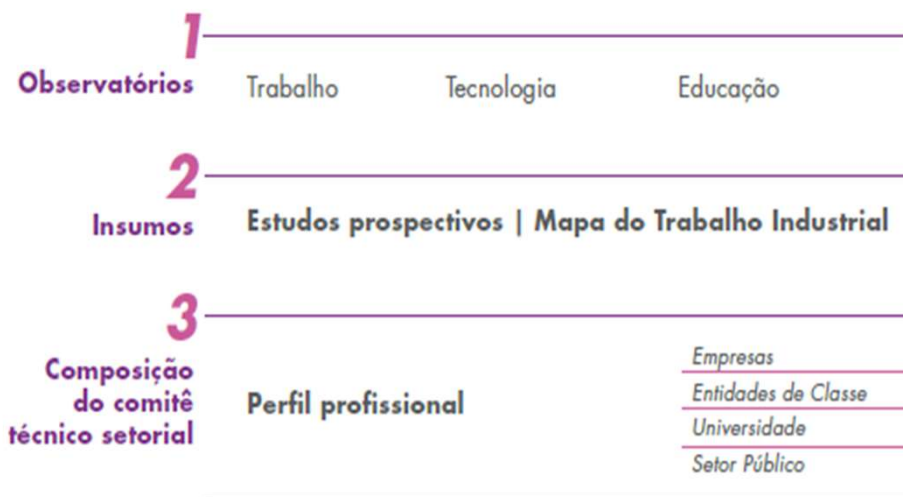 1
Observatórios Trabalho Tecnologia Educação
2
Insumos Estudos prospectivos | Mapa do Trabalho Industrial
3
Composição
do comitê
técnico setorial
Perfil profissional
Empresas
Entidades de Classe
Universidade
Setor Público